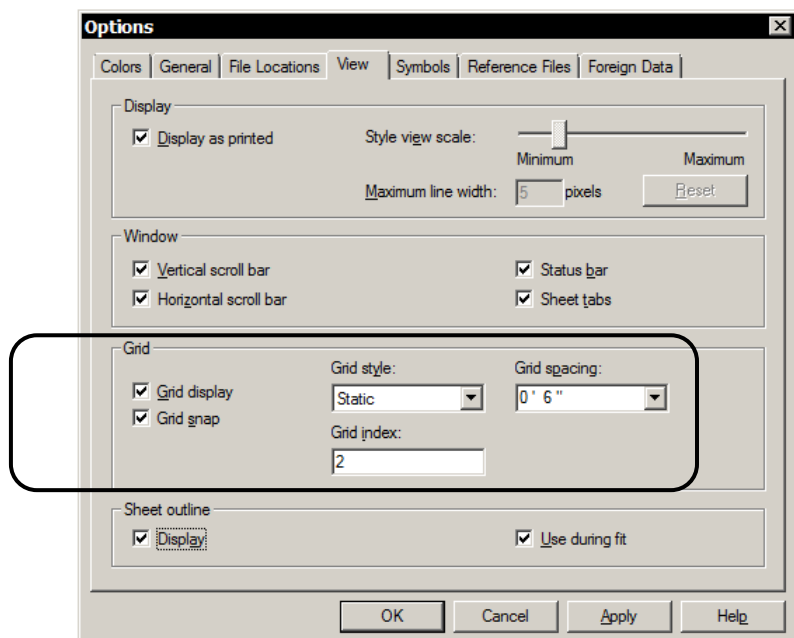 Options
Colors General File Locations View Symbols Reference Files Foreign Data
Display
Display as printed
Style view scale:
Minimum Maximum
Maximum line width: 5 pixels Reset
Window
Vertical scroll bar Status bar
Horizontal scroll bar Sheet tabs
Grid
Grid style: Grid spacing:
Grid display
Static 0 ' 6 "
Grid snap
Grid index:
2
Sheet outline
Display Use during fit
OK Cancel Apply Help